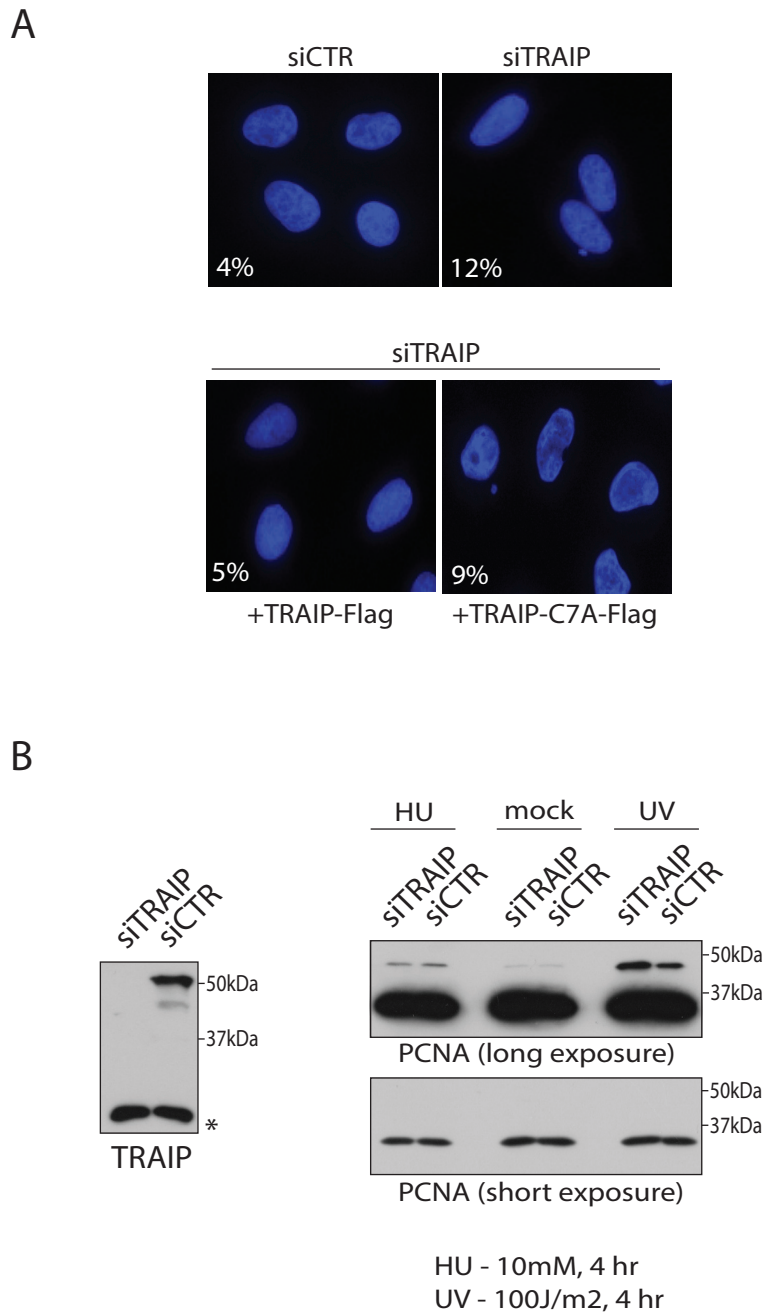 A
siCTR siTRAIP
4% 12%
siTRAIP
5% 9%
+TRAIP-Flag +TRAIP-C7A-Flag
B
HU mock UV
siTRAIP siCTR siTRAIP siCTR siTRAIP siCTR
siTRAIP siCTR
50kDa
37kDa
*
TRAIP
50kDa
37kDa
PCNA (long exposure)
50kDa
37kDa
PCNA (short exposure)
HU - 10mM, 4 hr
UV - 100J/m2, 4 hr